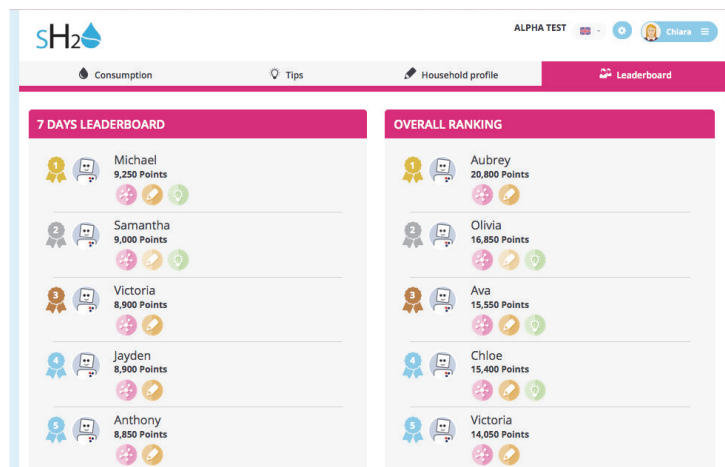 SH2
ALPHA TEST
Chiara
Consumption
Tips
Household profile
Leaderboard
7 DAYS LEADERBOARD
1
Michael
9,250 Points
2
Samantha
9,000 Points
3
Victoria
8,900 Points
4
Jayden
8,900 Points
5
Anthony
8,850 Points
OVERALL RANKING
1
Aubrey
20,800 Points
2
Olivia
16,850 Points
3
Ava
15,550 Points
4
Chloe
15,400 Points
5
Victoria
14,050 Points